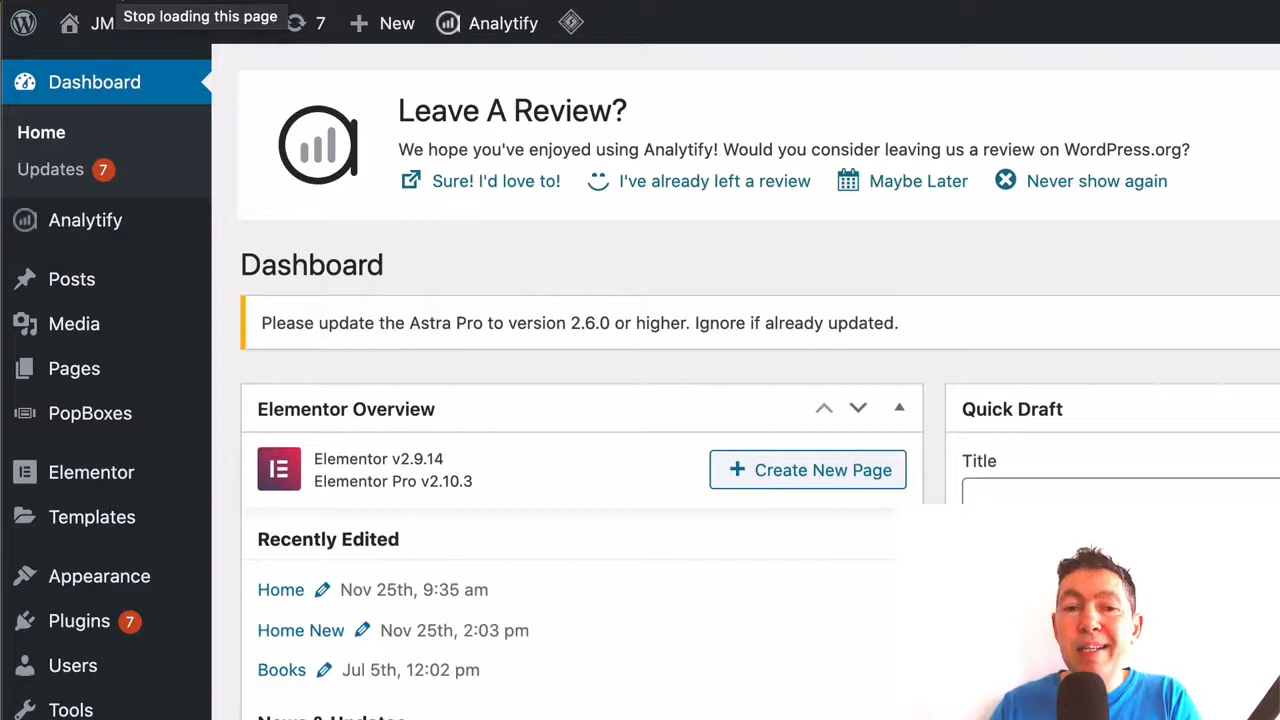 JM
Stop loading this page
7
New
Analytify
Dashboard
Home
Updates 7
Analytify
Posts
Media
Pages
PopBoxes
Elementor
Templates
Appearance
Plugins 7
Users
Tools
Leave A Review?
We hope you've enjoyed using Analytify! Would you consider leaving us a review on WordPress.org?
Sure! I'd love to! I've already left a review Maybe Later Never show again
Dashboard
Please update the Astra Pro to version 2.6.0 or higher. Ignore if already updated.
Elementor Overview
Elementor v2.9.14
Elementor Pro v2.10.3
Create New Page
Recently Edited
Home Nov 25th, 9:35 am
Home New Nov 25th, 2:03 pm
Books Jul 5th, 12:02 pm
Quick Draft
Title